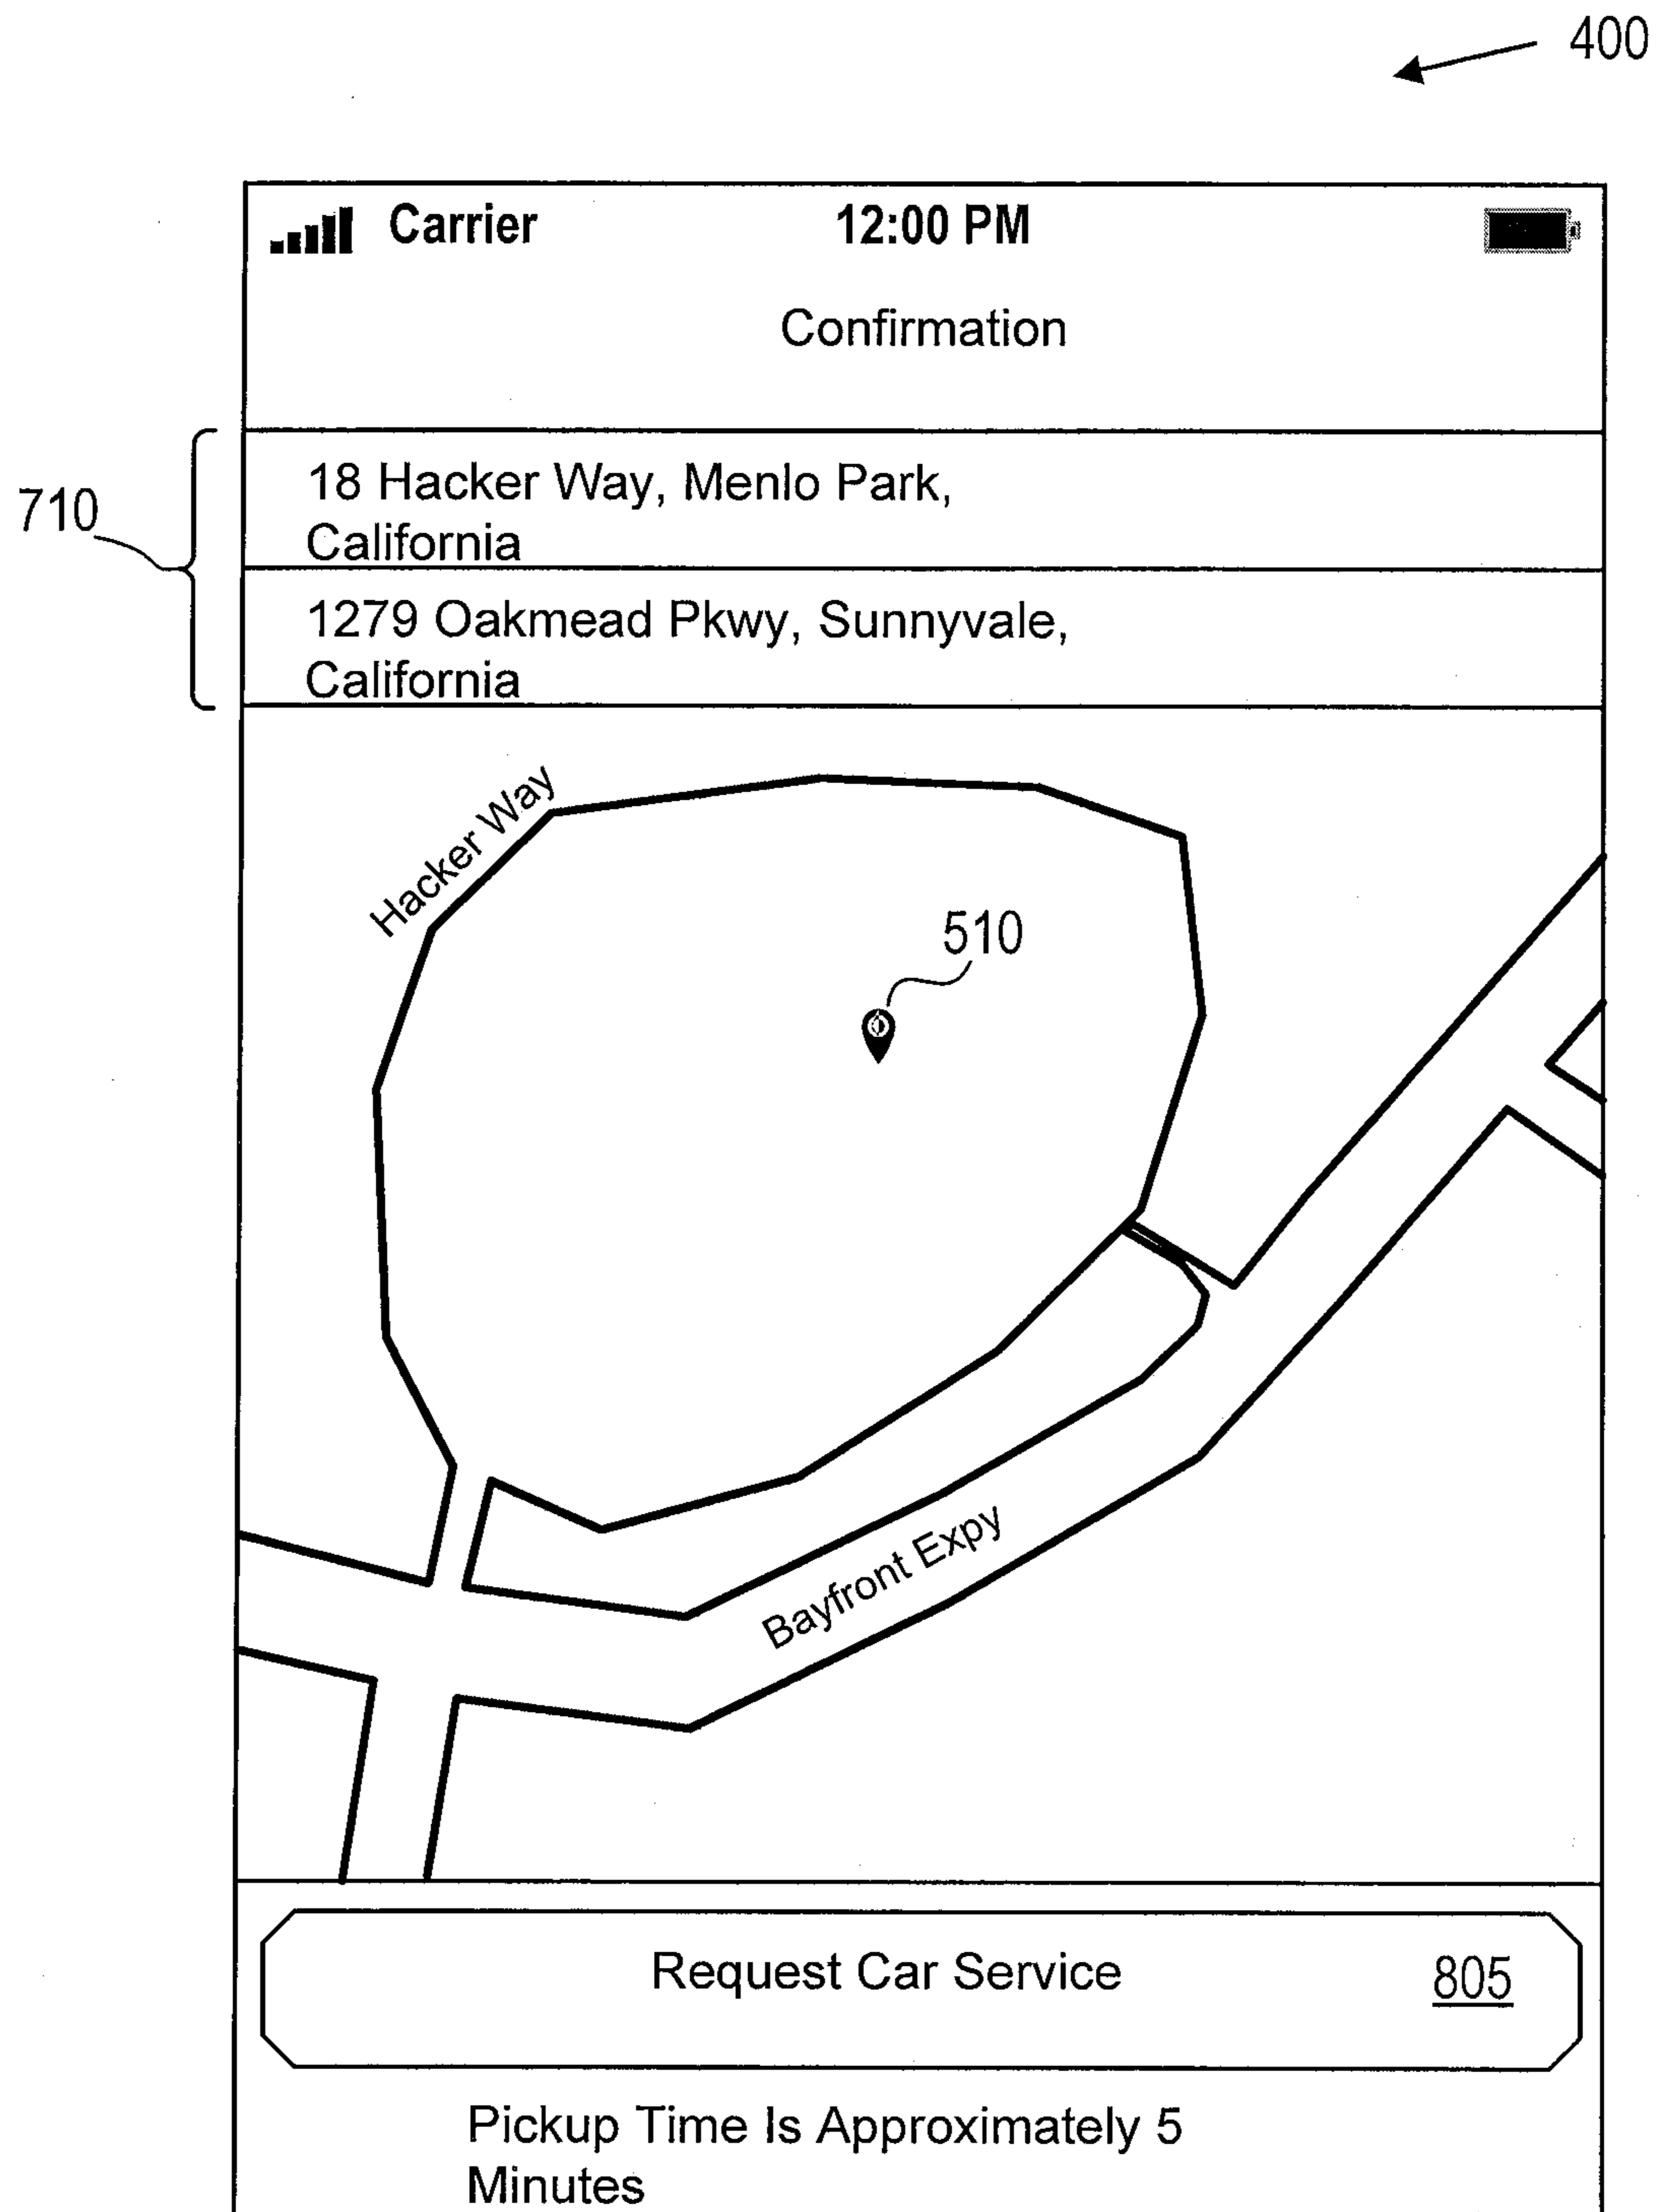 400
Carrier 12:00 PM
Confirmation
710
18 Hacker Way, Menlo Park,
California
1279 Oakmead Pkwy, Sunnyvale,
California
Hacker Way
510
Bayfront Expy
Request Car Service 805
Pickup Time Is Approximately 5
Minutes